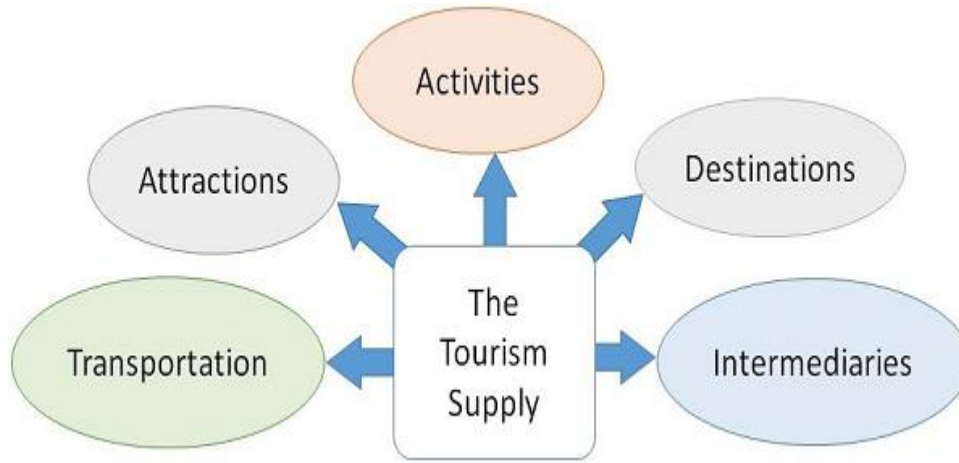 Activities
Attractions
Destinations
Transportation
The
Tourism
Supply
Intermediaries